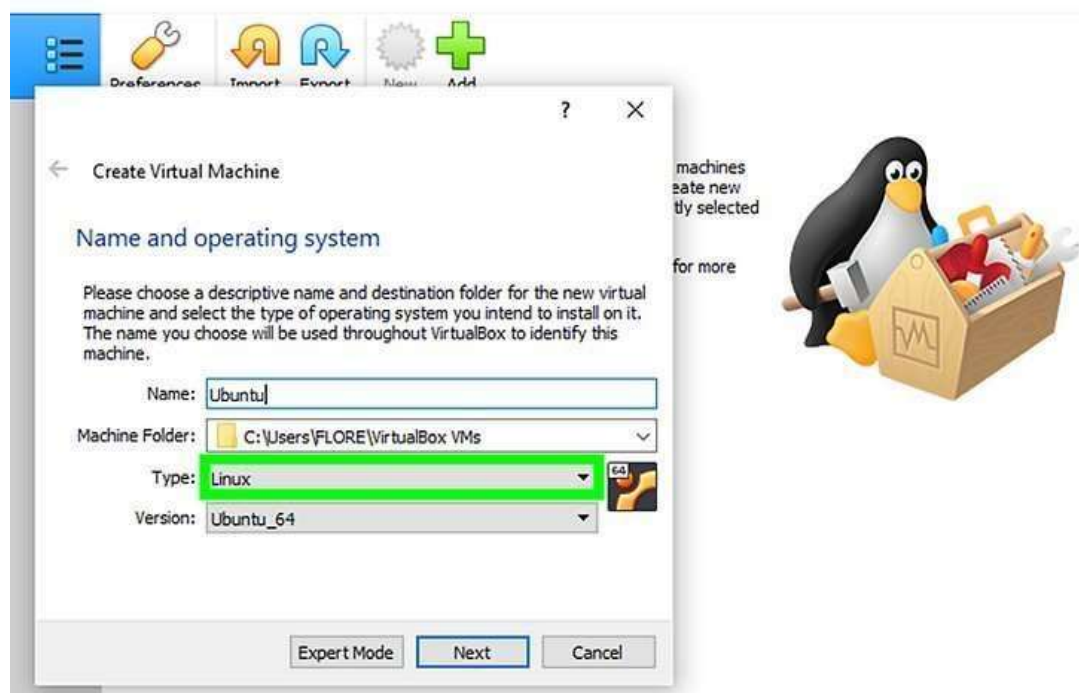 Preferences Import Export New Add
? X
Create Virtual Machine
machines
eate new
tly selected
Name and operating system
for more
Please choose a descriptive name and destination folder for the new virtual
machine and select the type of operating system you intend to install on it.
The name you choose will be used throughout VirtualBox to identify this
machine.
Name: Ubuntu
Machine Folder: C:\Users\FLORE\VirtualBox VMs
Type: Linux
64
Version: Ubuntu_64
Expert Mode Next Cancel